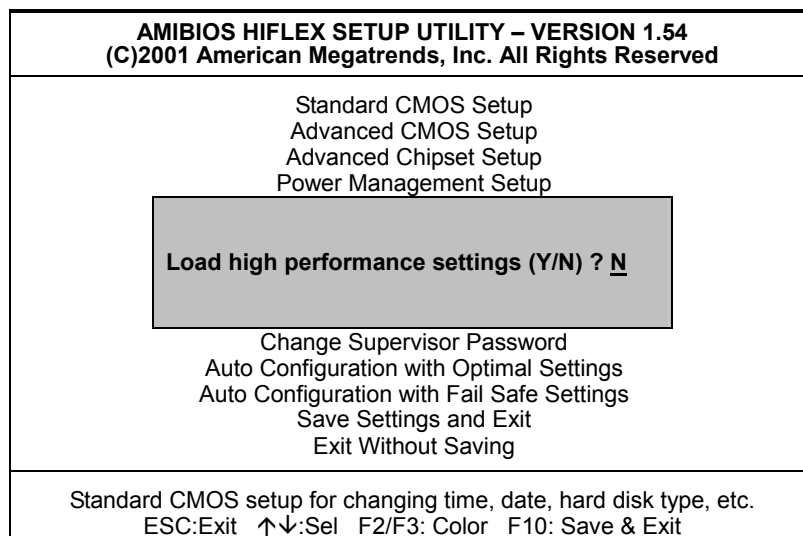 AMIBIOS HIFLEX SETUP UTILITY – VERSION 1.54
(C)2001 American Megatrends, Inc. All Rights Reserved
Standard CMOS Setup
Advanced CMOS Setup
Advanced Chipset Setup
Power Management Setup
Load high performance settings (Y/N) ? N
Change Supervisor Password
Auto Configuration with Optimal Settings
Auto Configuration with Fail Safe Settings
Save Settings and Exit
Exit Without Saving
Standard CMOS setup for changing time, date, hard disk type, etc.
ESC:Exit ↑↓:Sel F2/F3: Color F10: Save & Exit